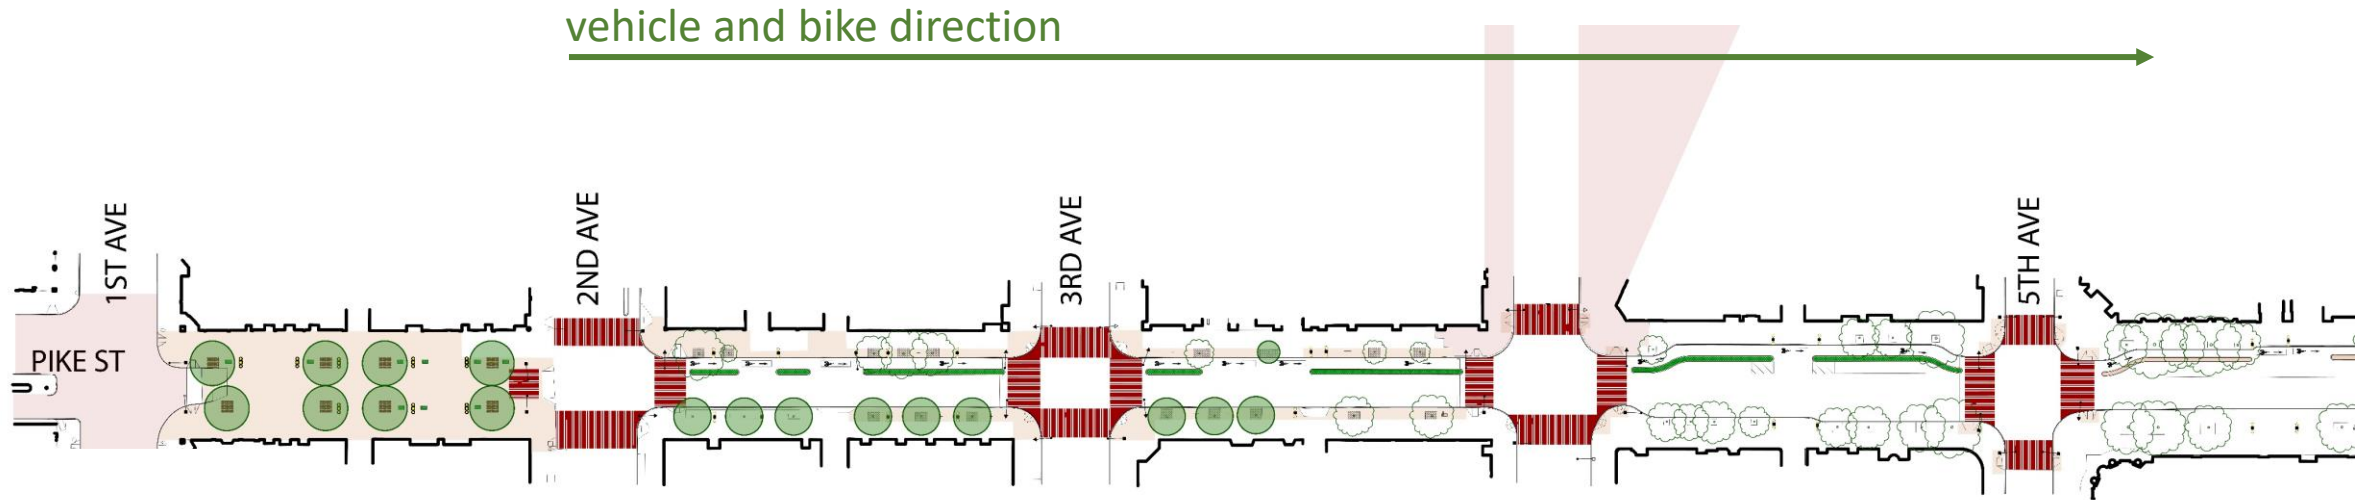 vehicle and bike direction
1ST AVE
2ND AVE
3RD AVE
5TH AVE
PIKE ST